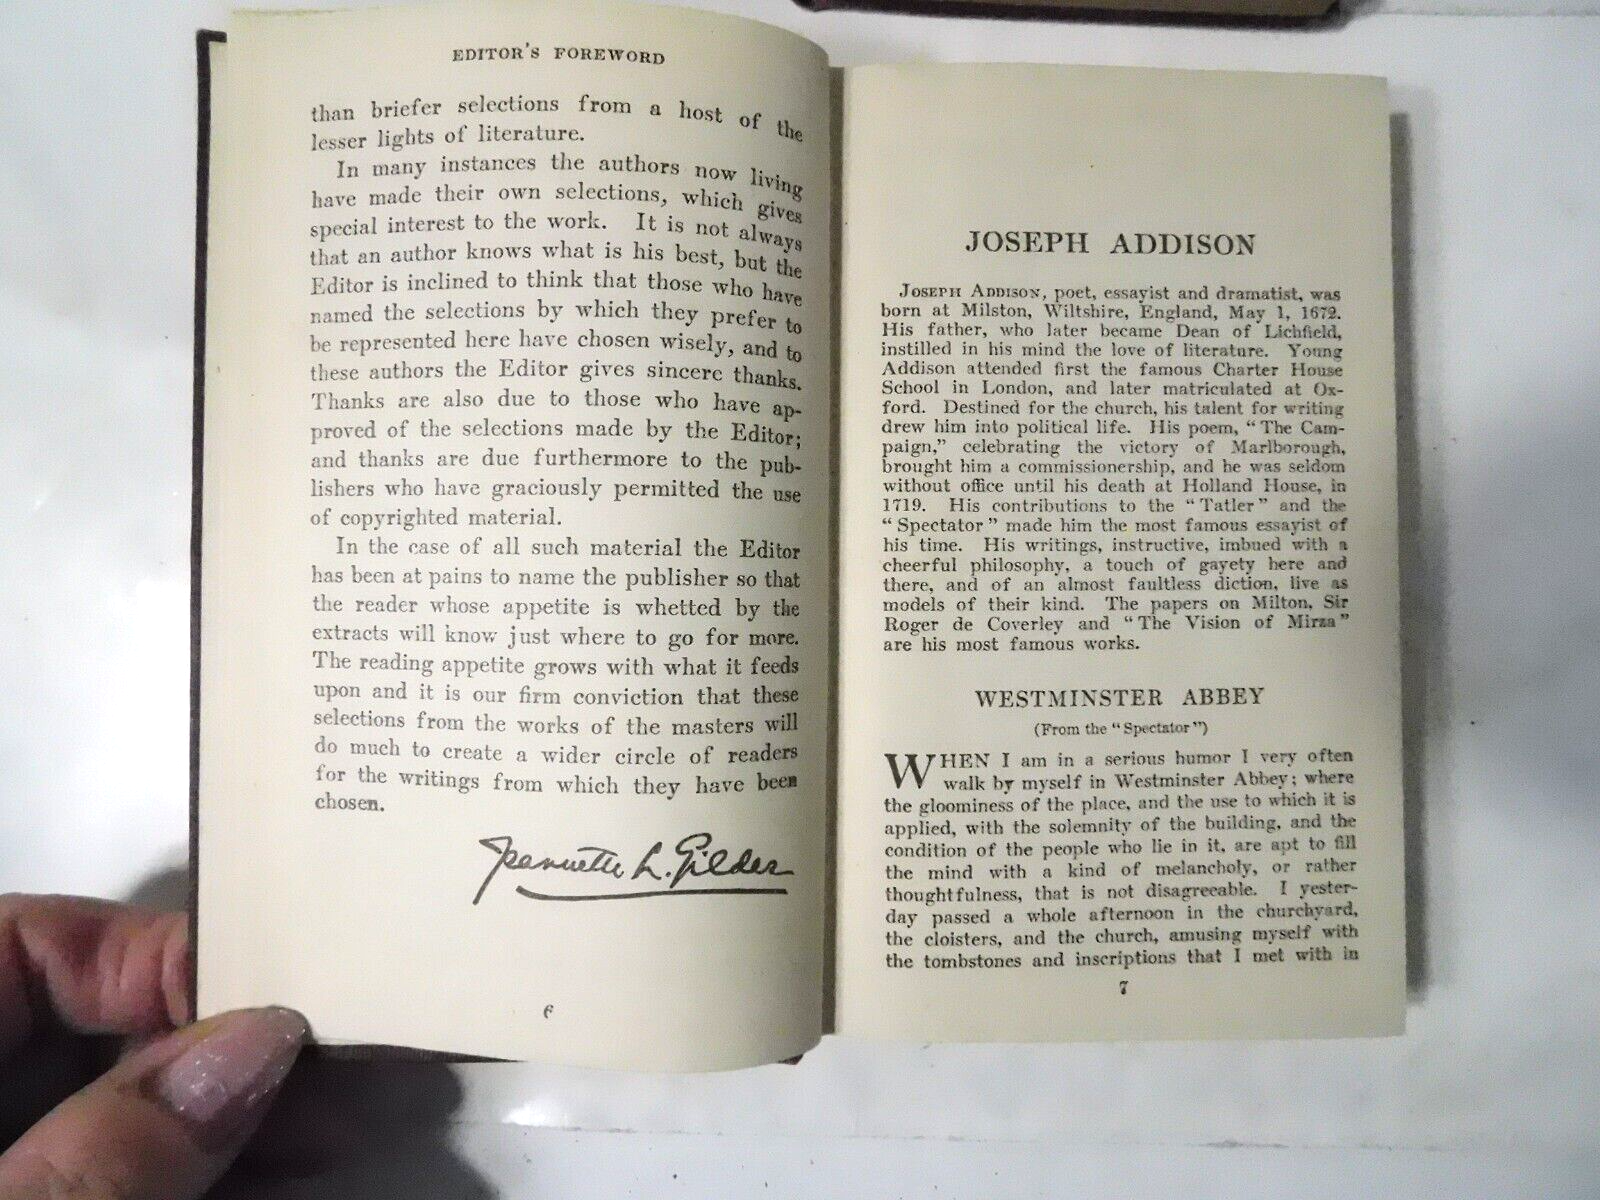 EDITOR'S FOREWORD
than briefer selections from a host of the
lesser lights of literature.
In many instances the authors now living
have made their own selections, which gives
special interest to the work. It is not always
that an author knows what is his best, but the
Editor is inclined to think that those who have
named the selections by which they prefer to
be represented here have chosen wisely, and to
these authors the Editor gives sincere thanks.
Thanks are also due to those who have ap-
proved of the selections made by the Editor;
and thanks are due furthermore to the pub-
lishers who have graciously permitted the use
of copyrighted material.
In the case of all such material the Editor
has been at pains to name the publisher so that
the reader whose appetite is whetted by the
extracts will know just where to go for more.
The reading appetite grows with what it feeds
upon and it is our firm conviction that these
selections from the works of the masters will
do much to create a wider circle of readers
for the writings from which they have been
chosen.
Jeannette L. Gilder
6
JOSEPH ADDISON
JOSEPH ADDISON, poet, essayist and dramatist, was
born at Milston, Wiltshire, England, May 1, 1672.
His father, who later became Dean of Lichfield,
instilled in his mind the love of literature. Young
Addison attended first the famous Charter House
School in London, and later matriculated at Ox-
ford. Destined for the church, his talent for writing
drew him into political life. His poem, "The Cam-
paign," celebrating the victory of Marlborough,
brought him a commissionership, and he was seldom
without office until his death at Holland House, in
1719. His contributions to the "Tatler" and the
"Spectator" made him the most famous essayist of
his time. His writings, instructive, imbued with a
cheerful philosophy, a touch of gayety here and
there, and of an almost faultless diction, live as
models of their kind. The papers on Milton, Sir
Roger de Coverley and "The Vision of Mirza"
are his most famous works.
WESTMINSTER ABBEY
(From the "Spectator")
WHEN I am in a serious humor I very often
walk by myself in Westminster Abbey; where
the gloominess of the place, and the use to which it is
applied, with the solemnity of the building, and the
condition of the people who lie in it, are apt to fill
the mind with a kind of melancholy, or rather
thoughtfulness, that is not disagreeable. I yester-
day passed a whole afternoon in the churchyard,
the cloisters, and the church, amusing myself with
the tombstones and inscriptions that I met with in
7